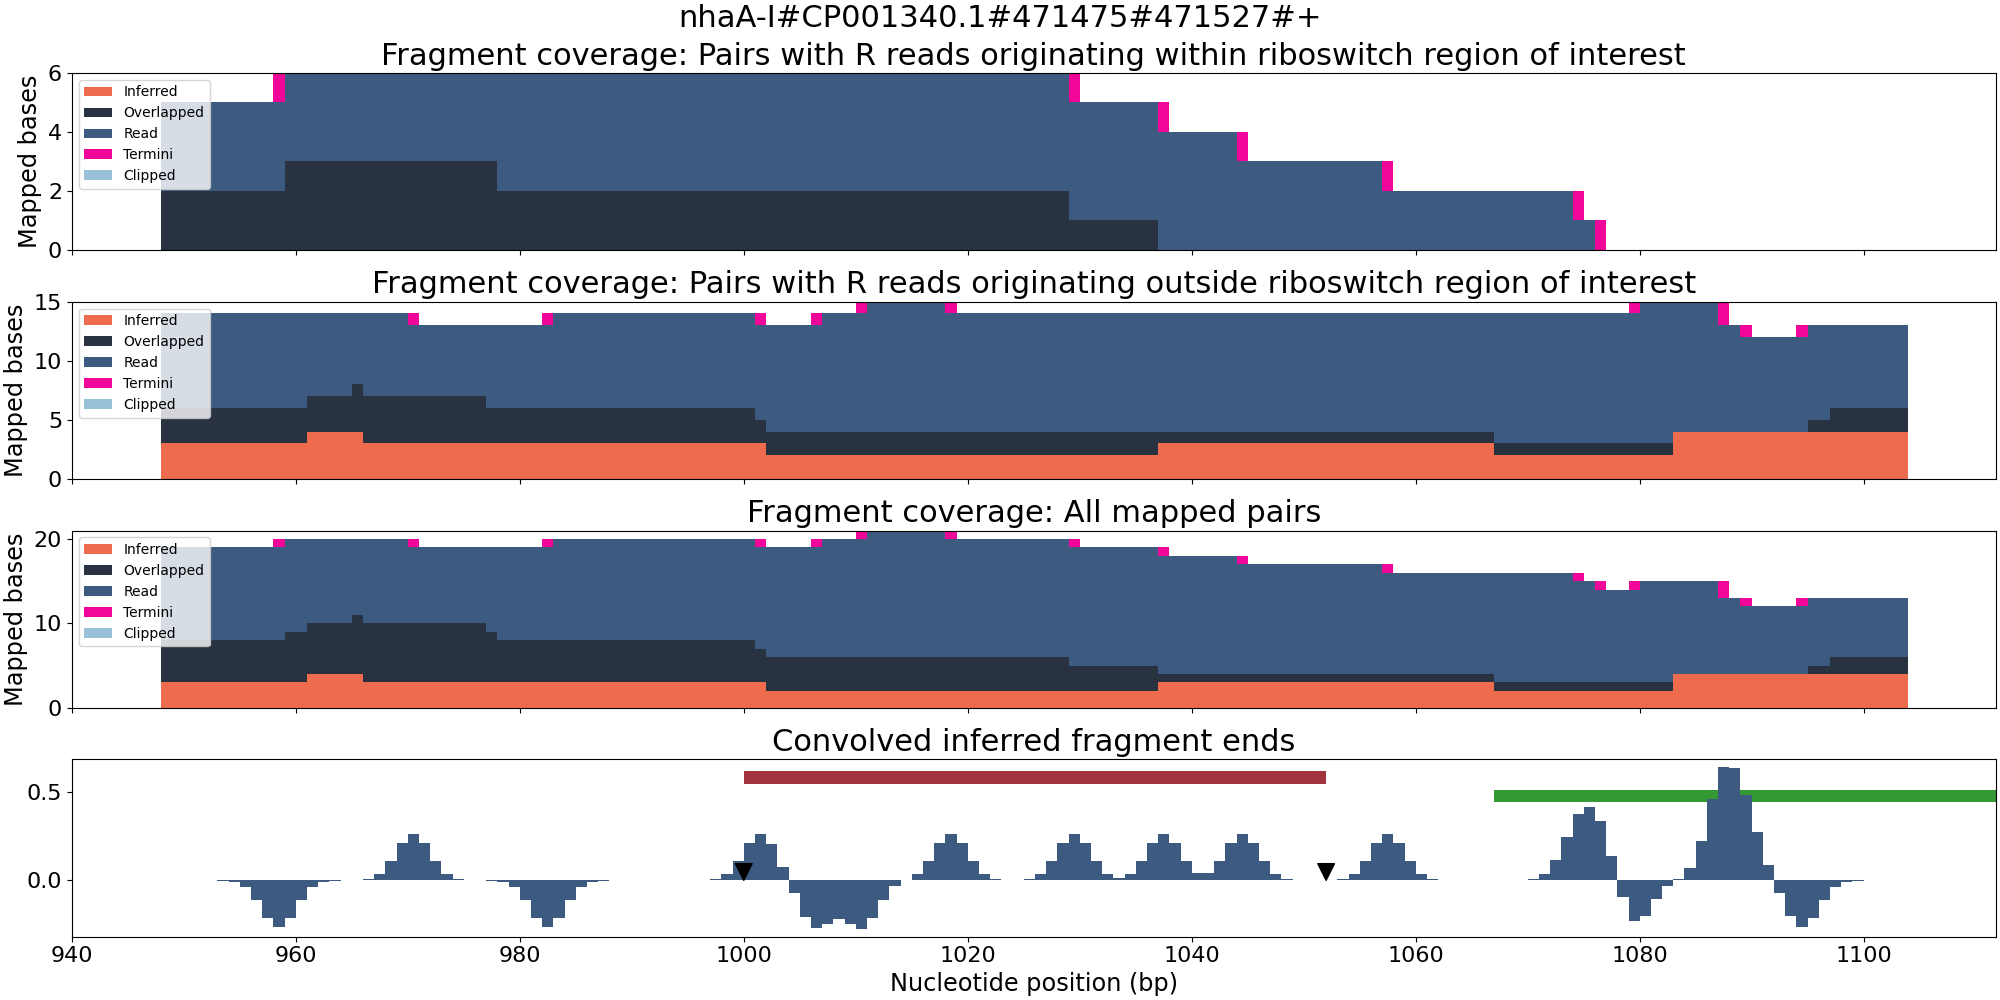 nhaA-I#CP001340.1#471475#471527#+
Fragment coverage: Pairs with R reads originating within riboswitch region of interest
Mapped bases
6
4
2
0
Inferred
Overlapped
Read
Termini
Clipped
Fragment coverage: Pairs with R reads originating outside riboswitch region of interest
Mapped bases
15
10
5
0
Inferred
Overlapped
Read
Termini
Clipped
Fragment coverage: All mapped pairs
Mapped bases
20
10
0
Inferred
Overlapped
Read
Termini
Clipped
Convolved inferred fragment ends
0.5
0.0
940 960 980 1000 1020 1040 1060 1080 1100
Nucleotide position (bp)